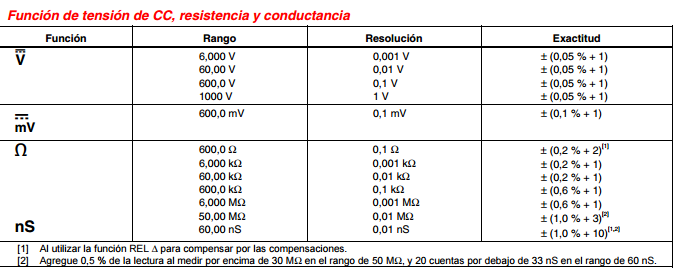 Función de tensión de CC, resistencia y conductancia
Función Rango Resolución Exactitud
V 6,000 V 0,001 V ± (0,05 % + 1)
60,00 V 0,01 V ± (0,05 % + 1)
600,0 V 0,1 V ± (0,05 % + 1)
1000 V 1 V ± (0,05 % + 1)
mV 600,0 mV 0,1 mV ± (0,1 % + 1)
Ω 600,0 Ω 0,1 Ω ± (0,2 % + 2)[1]
6,000 kΩ 0,001 kΩ ± (0,2 % + 1)
60,00 kΩ 0,01 kΩ ± (0,2 % + 1)
600,0 kΩ 0,1 kΩ ± (0,6 % + 1)
6,000 MΩ 0,001 MΩ ± (0,6 % + 1)
50,00 MΩ 0,01 MΩ ± (1,0 % + 3)[2]
nS 60,00 nS 0,01 nS ± (1,0 % + 10)[1,2]
[1] Al utilizar la función REL Δ para compensar por las compensaciones.
[2] Agregue 0,5 % de la lectura al medir por encima de 30 MΩ en el rango de 50 MΩ, y 20 cuentas por debajo de 33 nS en el rango de 60 nS.